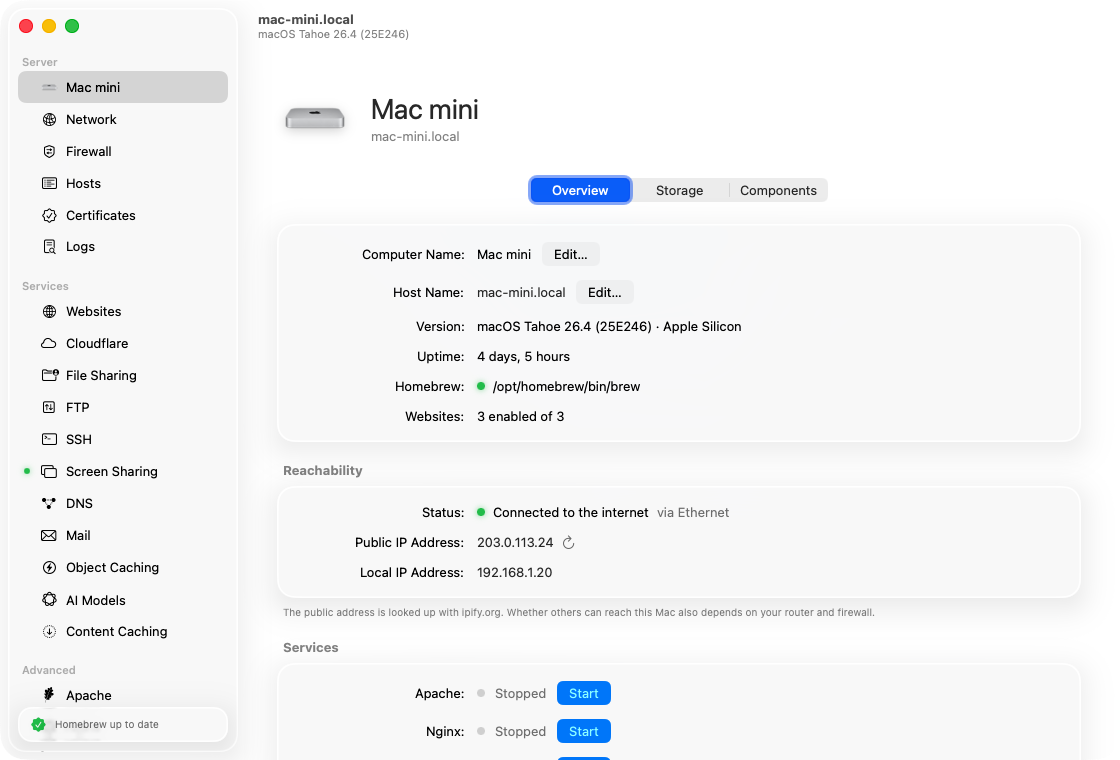 mac-mini.local
macOS Tahoe 26.4 (25E246)
Server
Mac mini
Network
Firewall
Hosts
Certificates
Logs
Services
Websites
Cloudflare
File Sharing
FTP
SSH
Screen Sharing
DNS
Mail
Object Caching
AI Models
Content Caching
Advanced
Apache
Homebrew up to date
Mac mini
mac-mini.local
Overview Storage Components
Computer Name: Mac mini Edit...
Host Name: mac-mini.local Edit...
Version: macOS Tahoe 26.4 (25E246) · Apple Silicon
Uptime: 4 days, 5 hours
Homebrew: /opt/homebrew/bin/brew
Websites: 3 enabled of 3
Reachability
Status: Connected to the internet via Ethernet
Public IP Address: 203.0.113.24
Local IP Address: 192.168.1.20
The public address is looked up with ipify.org. Whether others can reach this Mac also depends on your router and firewall.
Services
Apache: Stopped Start
Nginx: Stopped Start